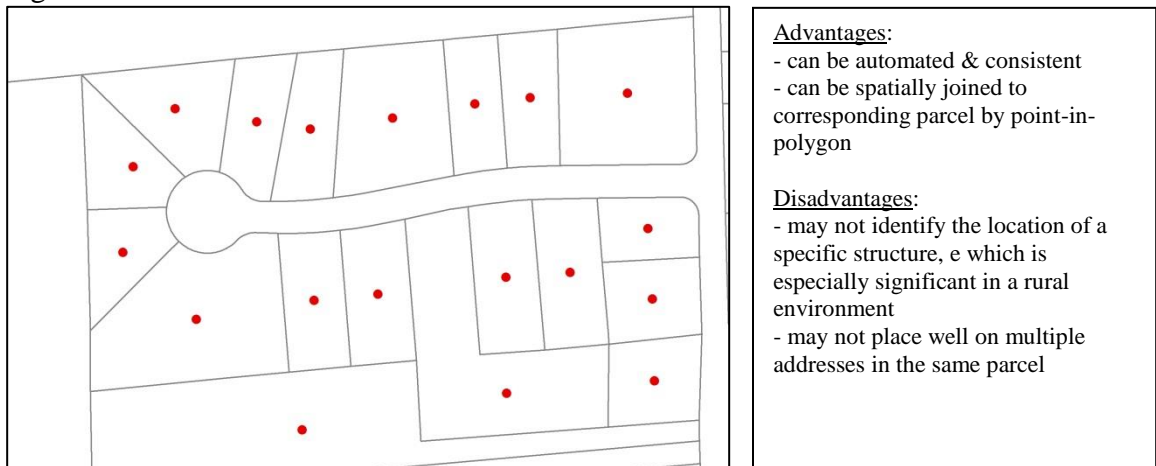 Advantages:
- can be automated & consistent
- can be spatially joined to
corresponding parcel by point-in-
polygon
Disadvantages:
- may not identify the location of a
specific structure, e which is
especially significant in a rural
environment
- may not place well on multiple
addresses in the same parcel